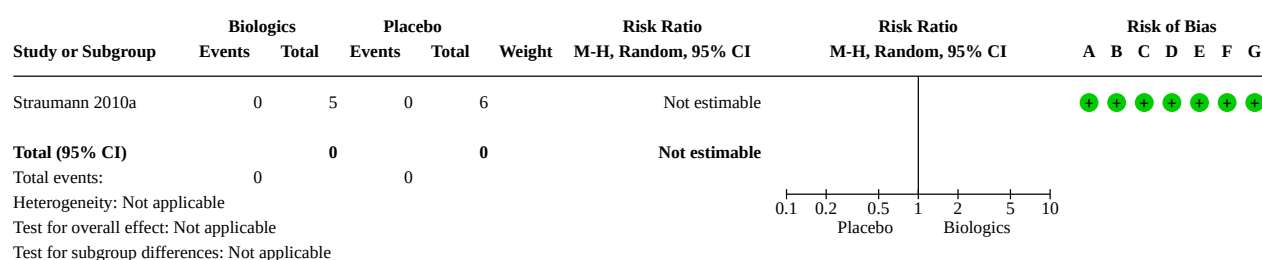 Biologics Placebo Risk Ratio Risk Ratio Risk of Bias
Study or Subgroup Events Total Events Total Weight M-H, Random, 95% CI M-H, Random, 95% CI A B C D E F G
Straumann 2010a 0 5 0 6 Not estimable + + + + + + +
Total (95% CI) 0 0 Not estimable
Total events: 0 0
Heterogeneity: Not applicable
0.1 0.2 0.5 1 2 5 10
Test for overall effect: Not applicable Placebo Biologics
Test for subgroup differences: Not applicable